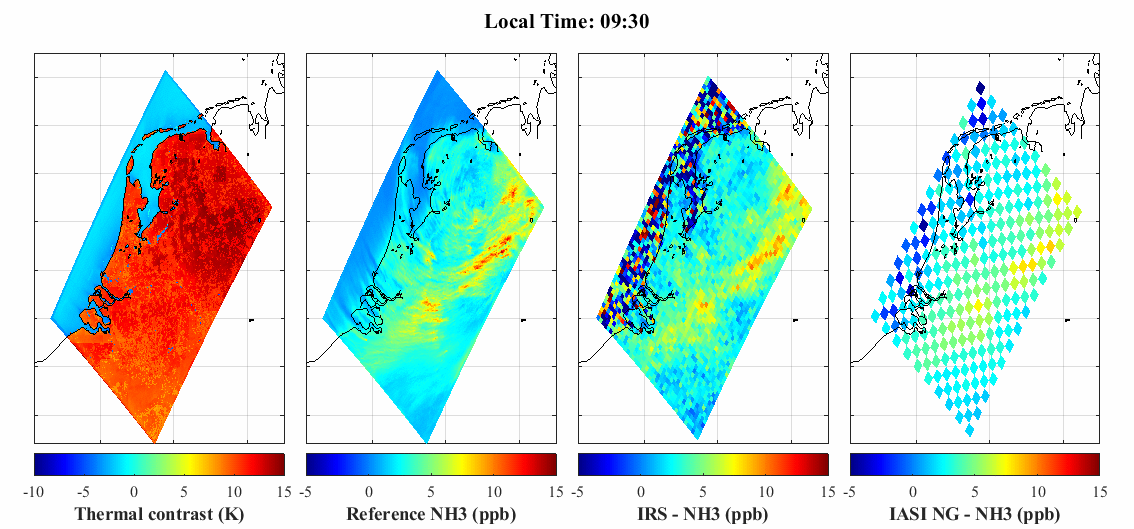 Local Time: 09:30
-10 -5 0 5 10 15
Thermal contrast (K)
-5 0 5 10 15
Reference NH3 (ppb)
-5 0 5 10 15
IRS - NH3 (ppb)
-5 0 5 10 15
IASI NG - NH3 (ppb)